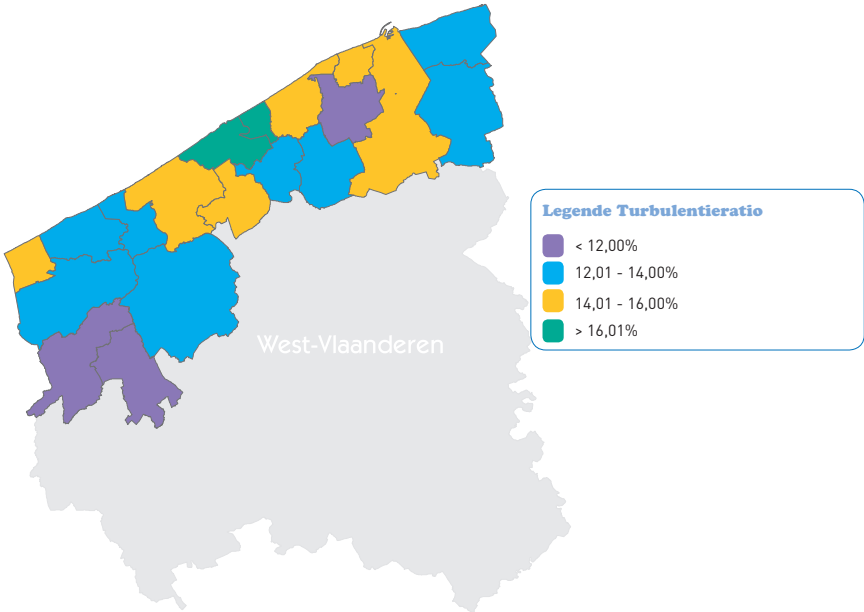 Legende Turbulentieratio
< 12,00%
12,01 - 14,00%
14,01 - 16,00%
> 16,01%
West-Vlaanderen